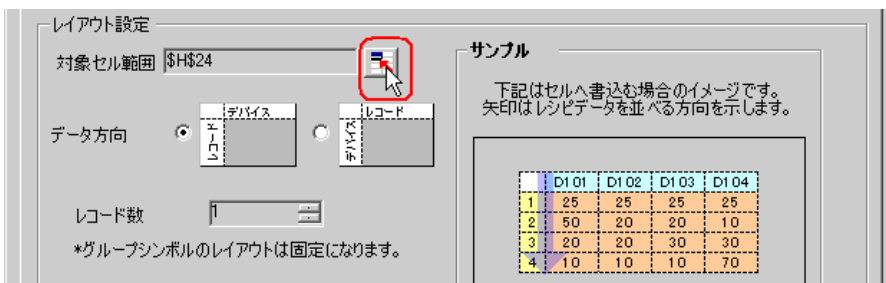 レイアウト設定
対象セル範囲 $H$24
データ方向
デバイス
レコード
レコード
デバイス
レコード数 1
*グループシンボルのレイアウトは固定になります。
サンプル
下記はセルへ書込む場合のイメージです。
矢印はレシピデータを並べる方向を示します。
D101 D102 D103 D104
1 25 25 25 25
2 50 20 20 10
3 20 20 30 30
4 10 10 10 70